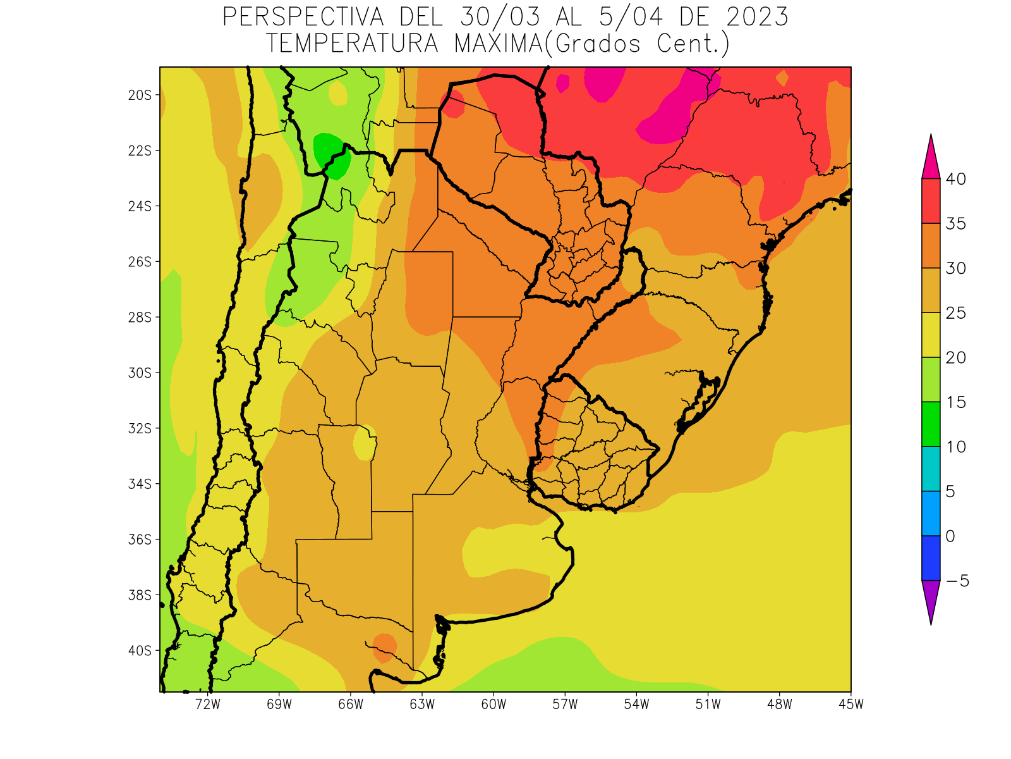 PERSPECTIVA DEL 30/03 AL 5/04 DE 2023
TEMPERATURA MAXIMA(Grados Cent.)
20S
22S
24S
26S
28S
30S
32S
34S
36S
38S
40S
72W 69W 66W 63W 60W 57W 54W 51W 48W 45W
40
35
30
25
20
15
10
5
0
−5